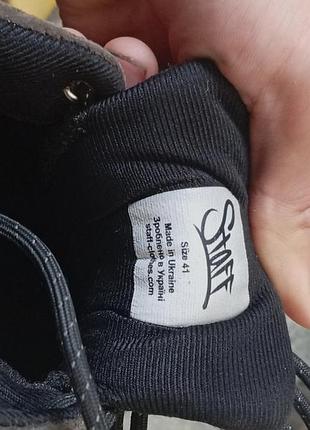 STAFF
Size 41
Made in Ukraine
Зроблено в Україні
staff-clothes.com